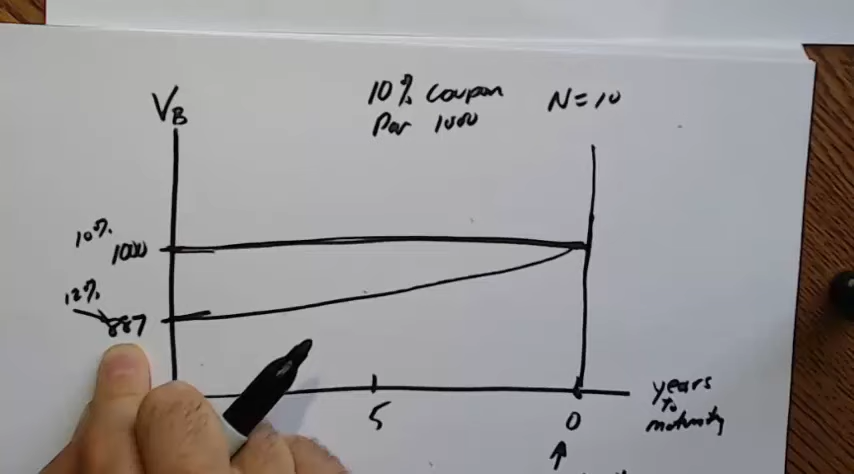 V_B
10% Coupon
Par 1000
N=10
10%
1000
12%
887
5
0
years
to
maturity